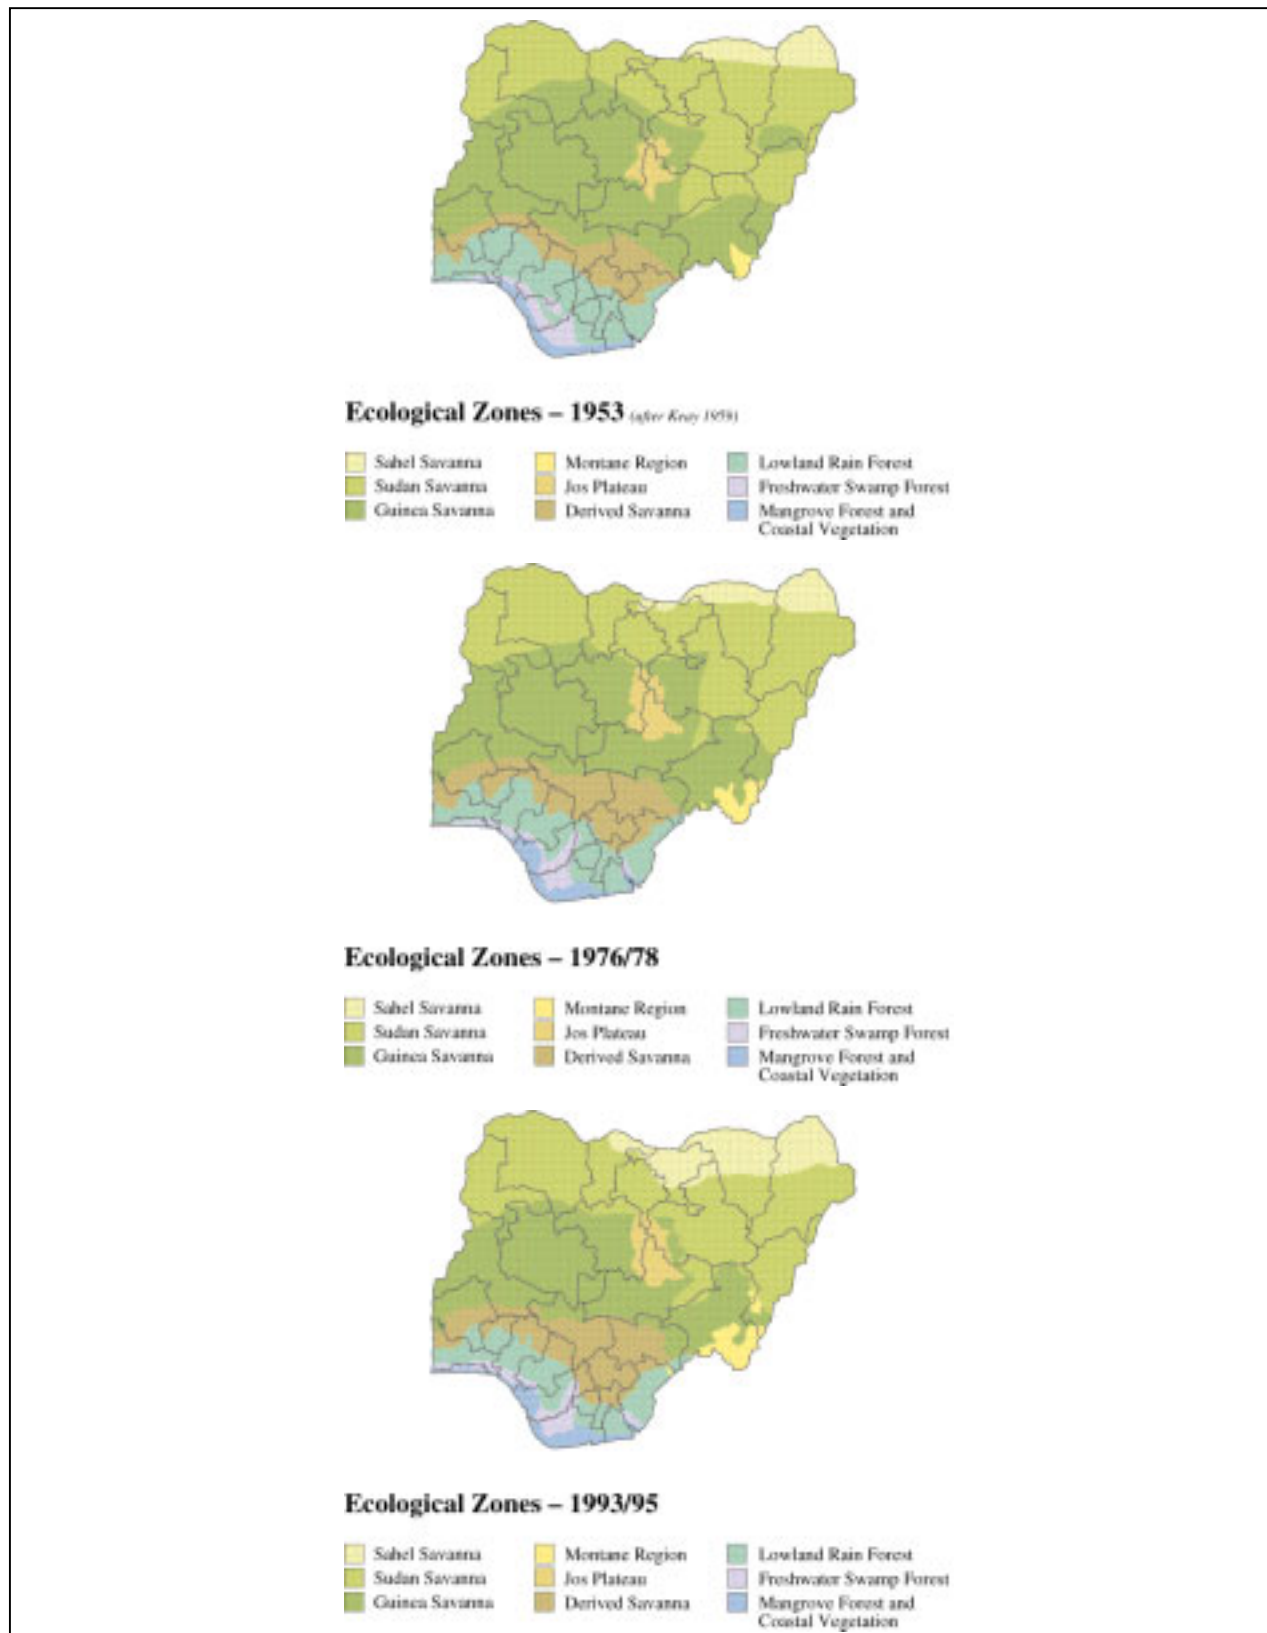 Ecological Zones – 1953 (after Keay 1959)
Sahel Savanna
Sudan Savanna
Guinea Savanna
Montane Region
Jos Plateau
Derived Savanna
Lowland Rain Forest
Freshwater Swamp Forest
Mangrove Forest and
Coastal Vegetation
Ecological Zones – 1976/78
Sahel Savanna
Sudan Savanna
Guinea Savanna
Montane Region
Jos Plateau
Derived Savanna
Lowland Rain Forest
Freshwater Swamp Forest
Mangrove Forest and
Coastal Vegetation
Ecological Zones – 1993/95
Sahel Savanna
Sudan Savanna
Guinea Savanna
Montane Region
Jos Plateau
Derived Savanna
Lowland Rain Forest
Freshwater Swamp Forest
Mangrove Forest and
Coastal Vegetation